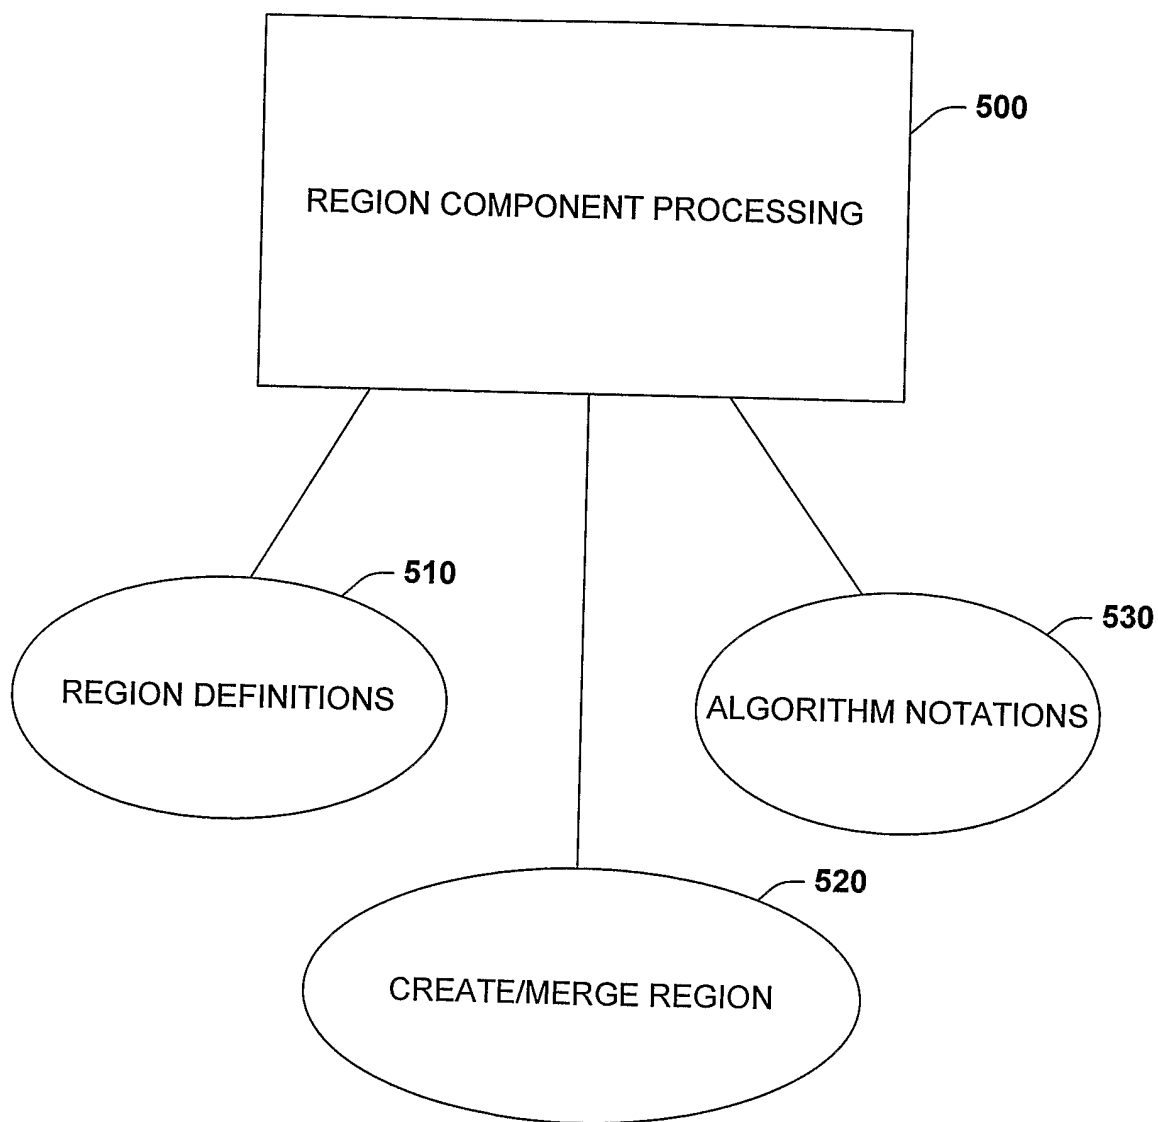 500
REGION COMPONENT PROCESSING
510
REGION DEFINITIONS
530
ALGORITHM NOTATIONS
520
CREATE/MERGE REGION